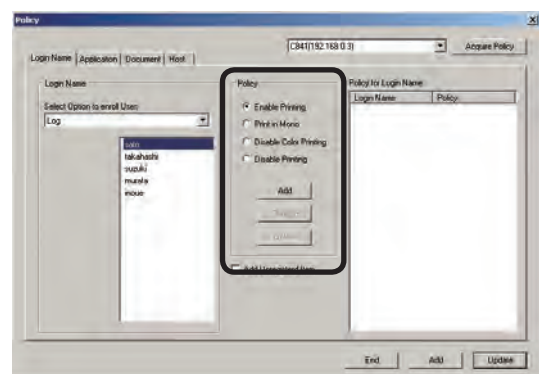 Policy
C841(192.168.0.3)
Acquire Policy
Login Name
Application
Document
Host
Login Name
Select Option to enroll User:
Log
sato
takahashi
suzuki
murata
inoue
Policy
Enable Printing
Print in Mono
Disable Color Printing
Disable Printing
Add
Policy for Login Name
Login Name
Policy
End
Add
Update